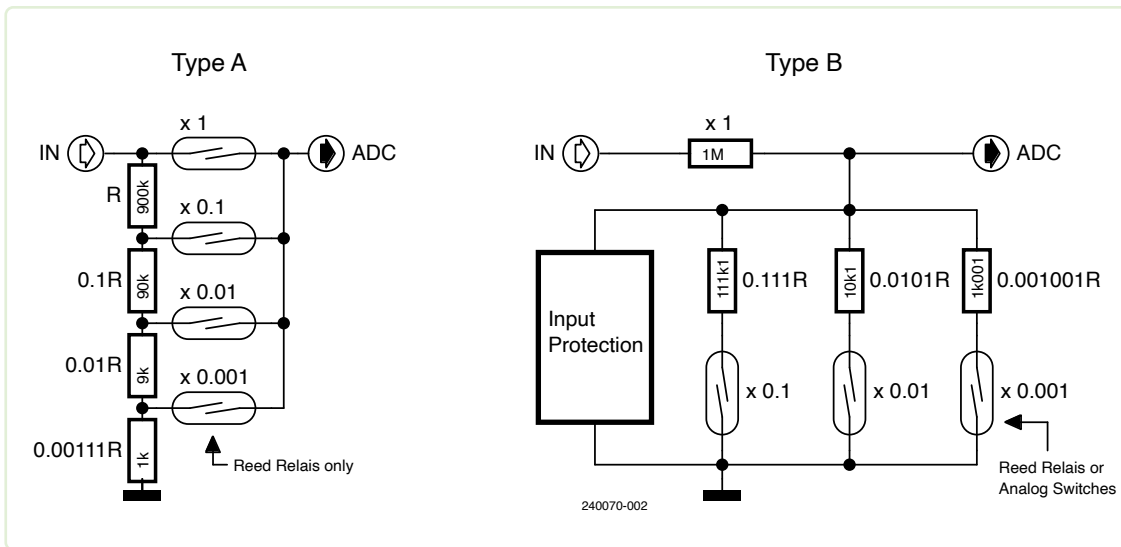 Type A
x 1
IN
ADC
R
900k
x 0.1
0.1R
90k
x 0.01
0.01R
9k
x 0.001
0.00111R
1k
Reed Relais only
Type B
x 1
IN
1M
ADC
Input
Protection
111k1
0.111R
10k1
0.0101R
1k001
0.001001R
x 0.1
x 0.01
x 0.001
Reed Relais or
Analog Switches
240070-002